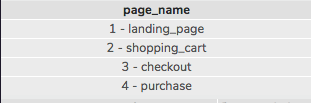 page_name
1 - landing_page
2 - shopping_cart
3 - checkout
4 - purchase